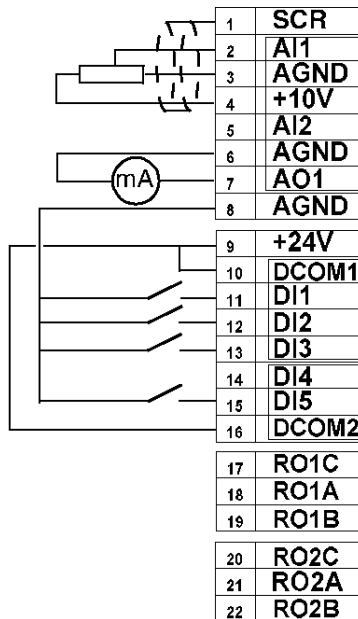 1 SCR
2 AI1
3 AGND
4 +10V
5 AI2
6 AGND
mA
7 AO1
8 AGND
9 +24V
10 DCOM1
11 DI1
12 DI2
13 DI3
14 DI4
15 DI5
16 DCOM2
17 RO1C
18 RO1A
19 RO1B
20 RO2C
21 RO2A
22 RO2B